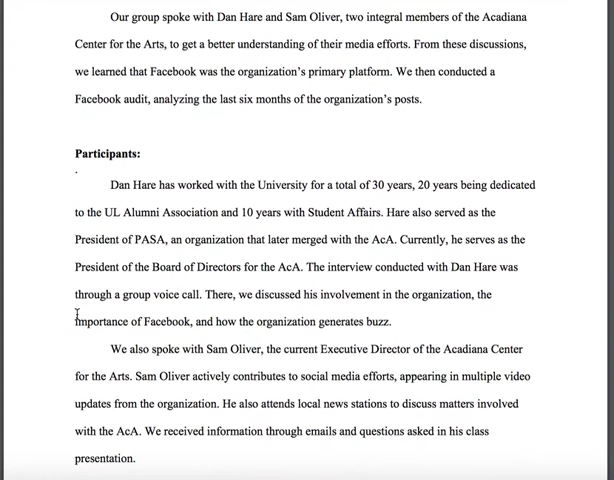 Our group spoke with Dan Hare and Sam Oliver, two integral members of the Acadiana
Center for the Arts, to get a better understanding of their media efforts. From these discussions,
we learned that Facebook was the organization's primary platform. We then conducted a
Facebook audit, analyzing the last six months of the organization's posts.
Participants:
.
Dan Hare has worked with the University for a total of 30 years, 20 years being dedicated
to the UL Alumni Association and 10 years with Student Affairs. Hare also served as the
President of PASA, an organization that later merged with the AcA. Currently, he serves as the
President of the Board of Directors for the AcA. The interview conducted with Dan Hare was
through a group voice call. There, we discussed his involvement in the organization, the
importance of Facebook, and how the organization generates buzz.
We also spoke with Sam Oliver, the current Executive Director of the Acadiana Center
for the Arts. Sam Oliver actively contributes to social media efforts, appearing in multiple video
updates from the organization. He also attends local news stations to discuss matters involved
with the AcA. We received information through emails and questions asked in his class
presentation.